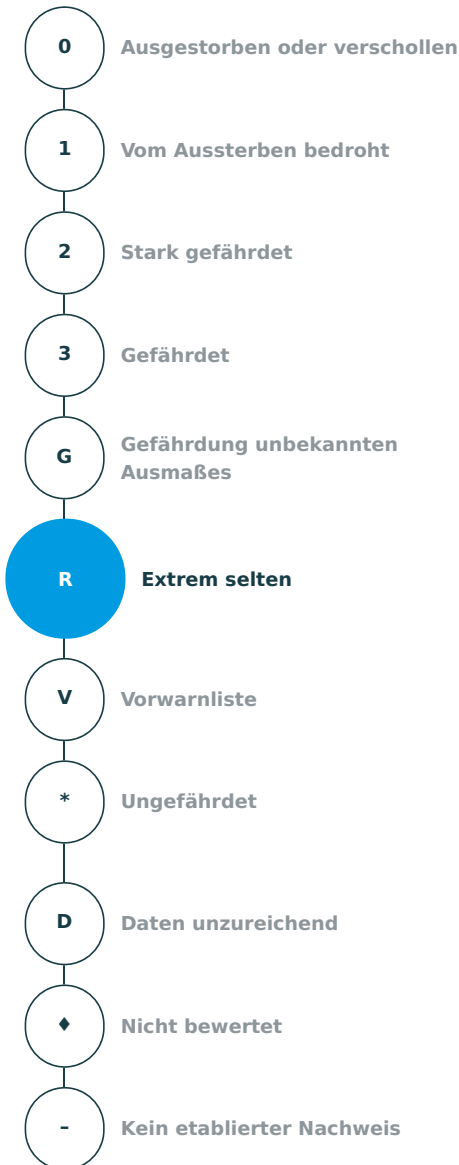 0 Ausgestorben oder verschollen
1 Vom Aussterben bedroht
2 Stark gefährdet
3 Gefährdet
G Gefährdung unbekannten
Ausmaßes
R Extrem selten
V Vorwarnliste
* Ungefährdet
D Daten unzureichend
♦ Nicht bewertet
– Kein etablierter Nachweis